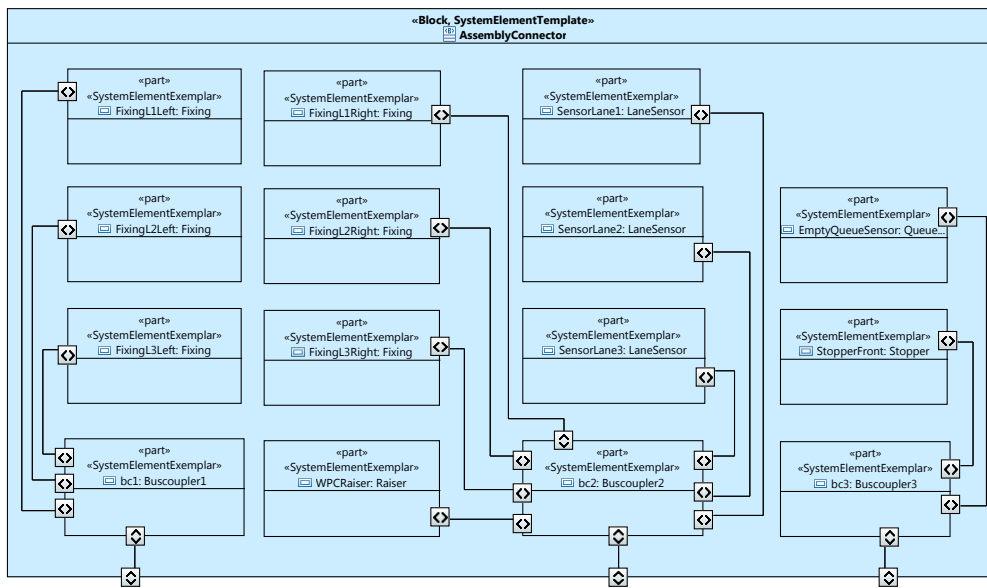 «Block, SystemElementTemplate»
AssemblyConnector
«part»
«SystemElementExemplar»
FixingL1Left: Fixing
«part»
«SystemElementExemplar»
FixingL1Right: Fixing
«part»
«SystemElementExemplar»
SensorLane1: LaneSensor
«part»
«SystemElementExemplar»
FixingL2Left: Fixing
«part»
«SystemElementExemplar»
FixingL2Right: Fixing
«part»
«SystemElementExemplar»
SensorLane2: LaneSensor
«part»
«SystemElementExemplar»
EmptyQueueSensor: Queue...
«part»
«SystemElementExemplar»
FixingL3Left: Fixing
«part»
«SystemElementExemplar»
FixingL3Right: Fixing
«part»
«SystemElementExemplar»
SensorLane3: LaneSensor
«part»
«SystemElementExemplar»
StopperFront: Stopper
«part»
«SystemElementExemplar»
bc1: Buscoupler1
«part»
«SystemElementExemplar»
WPCRaiser: Raiser
«part»
«SystemElementExemplar»
bc2: Buscoupler2
«part»
«SystemElementExemplar»
bc3: Buscoupler3